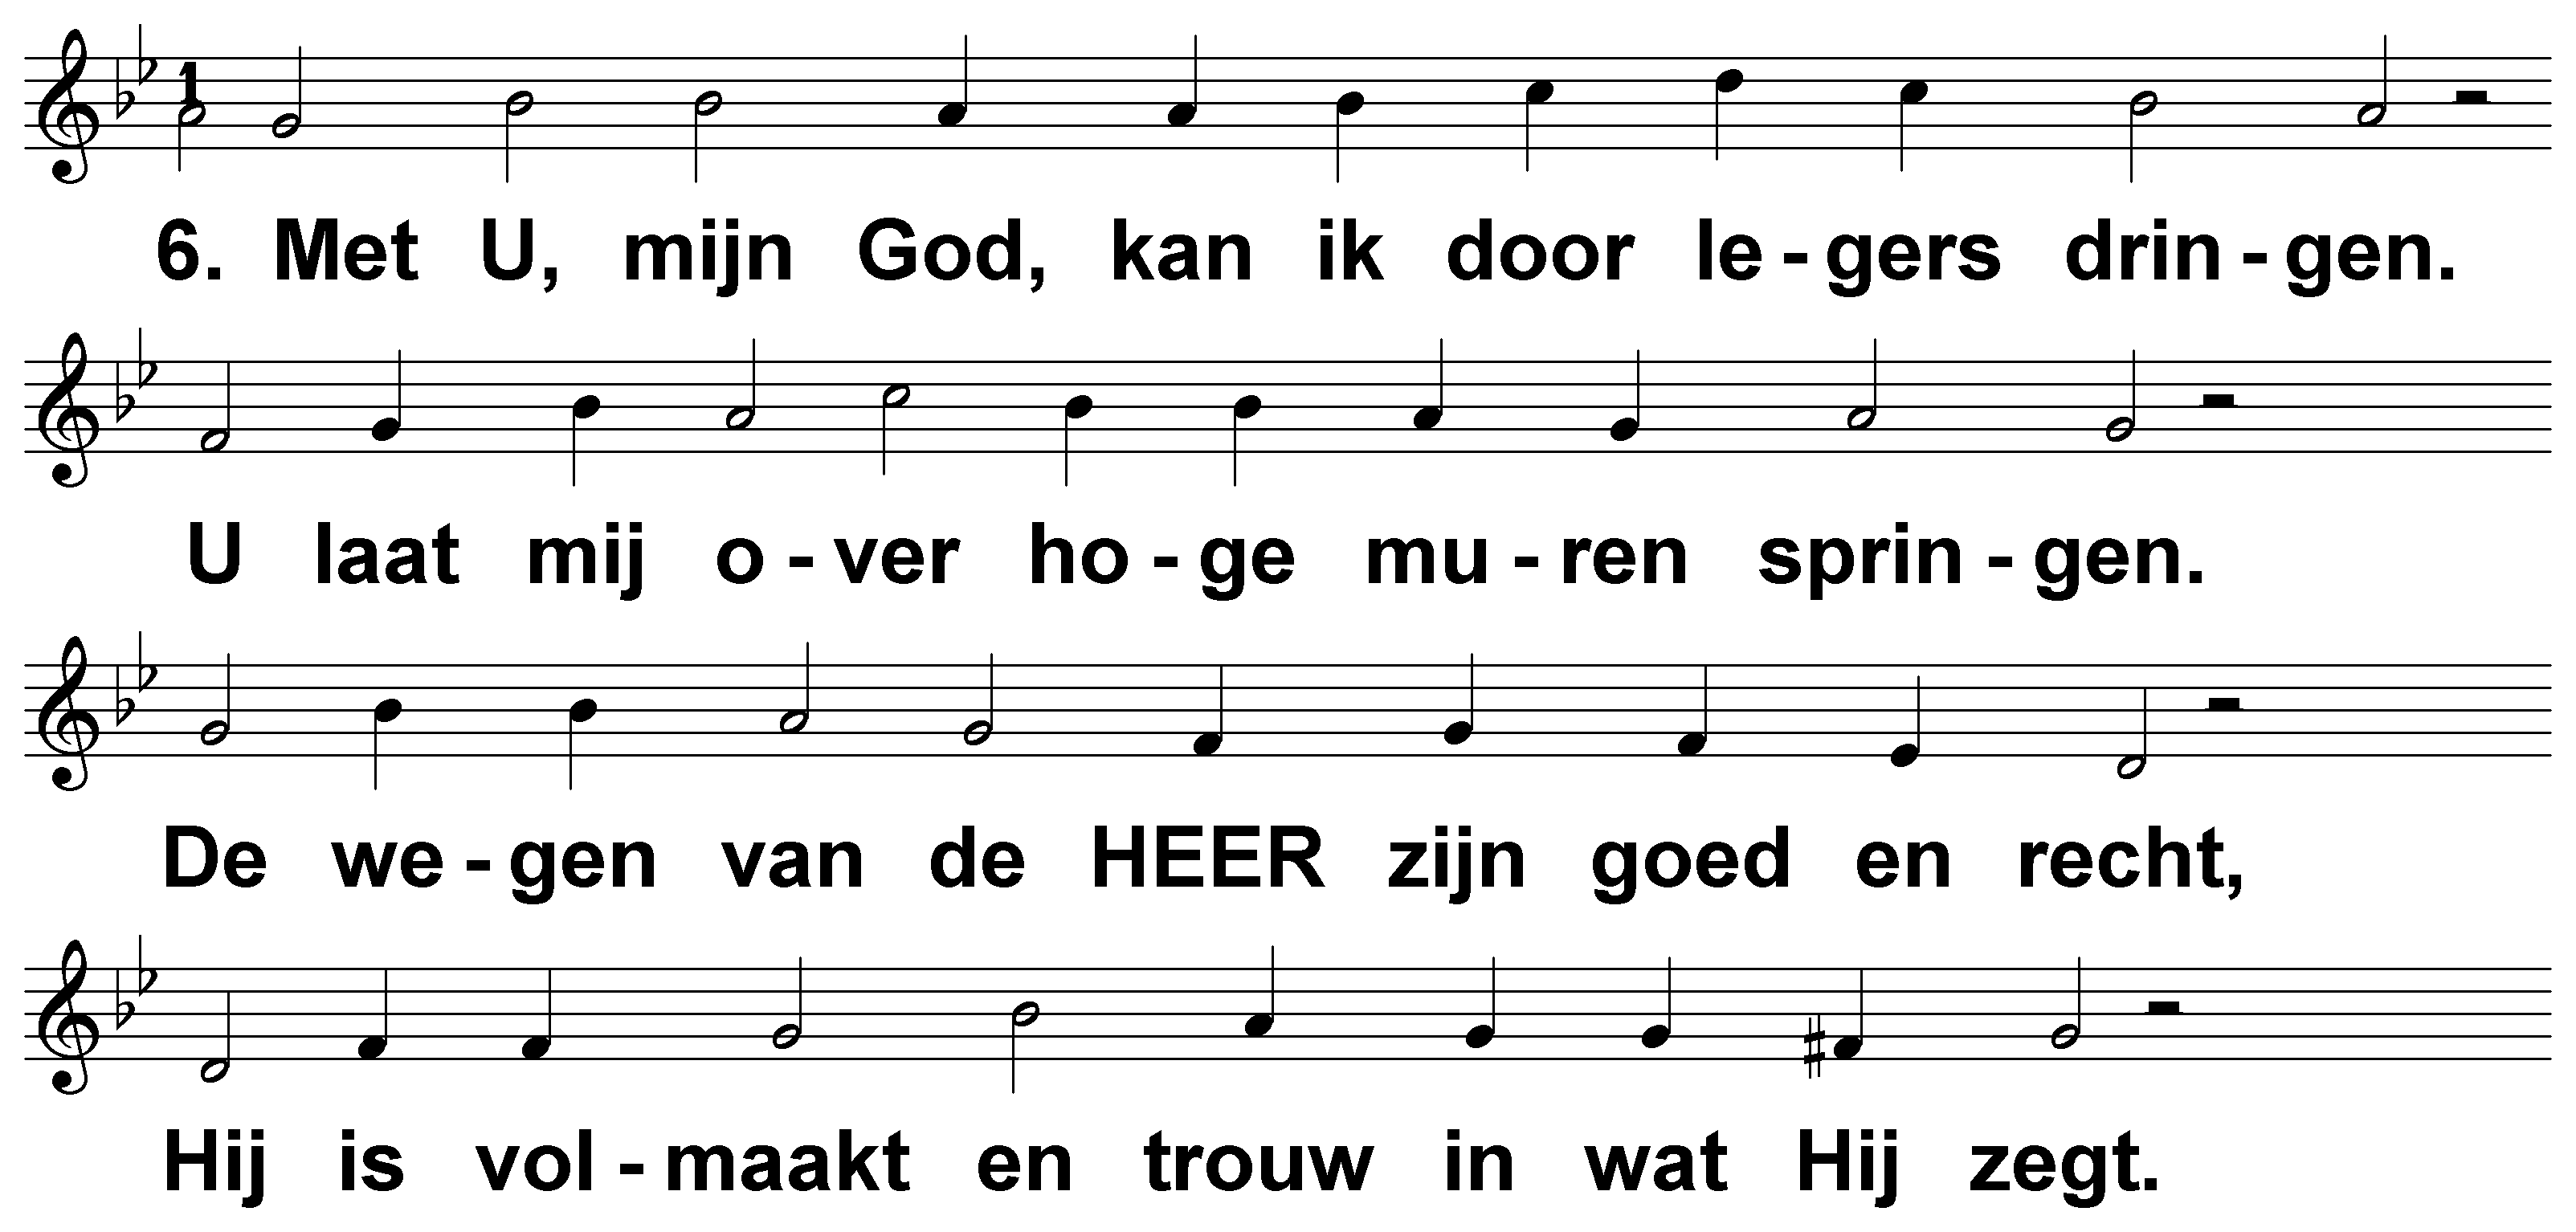 1
6. Met U, mijn God, kan ik door le-gers drin-gen.
U laat mij o-ver ho-ge mu-ren sprin-gen.
De we-gen van de HEER zijn goed en recht,
Hij is vol-maakt en trouw in wat Hij zegt.